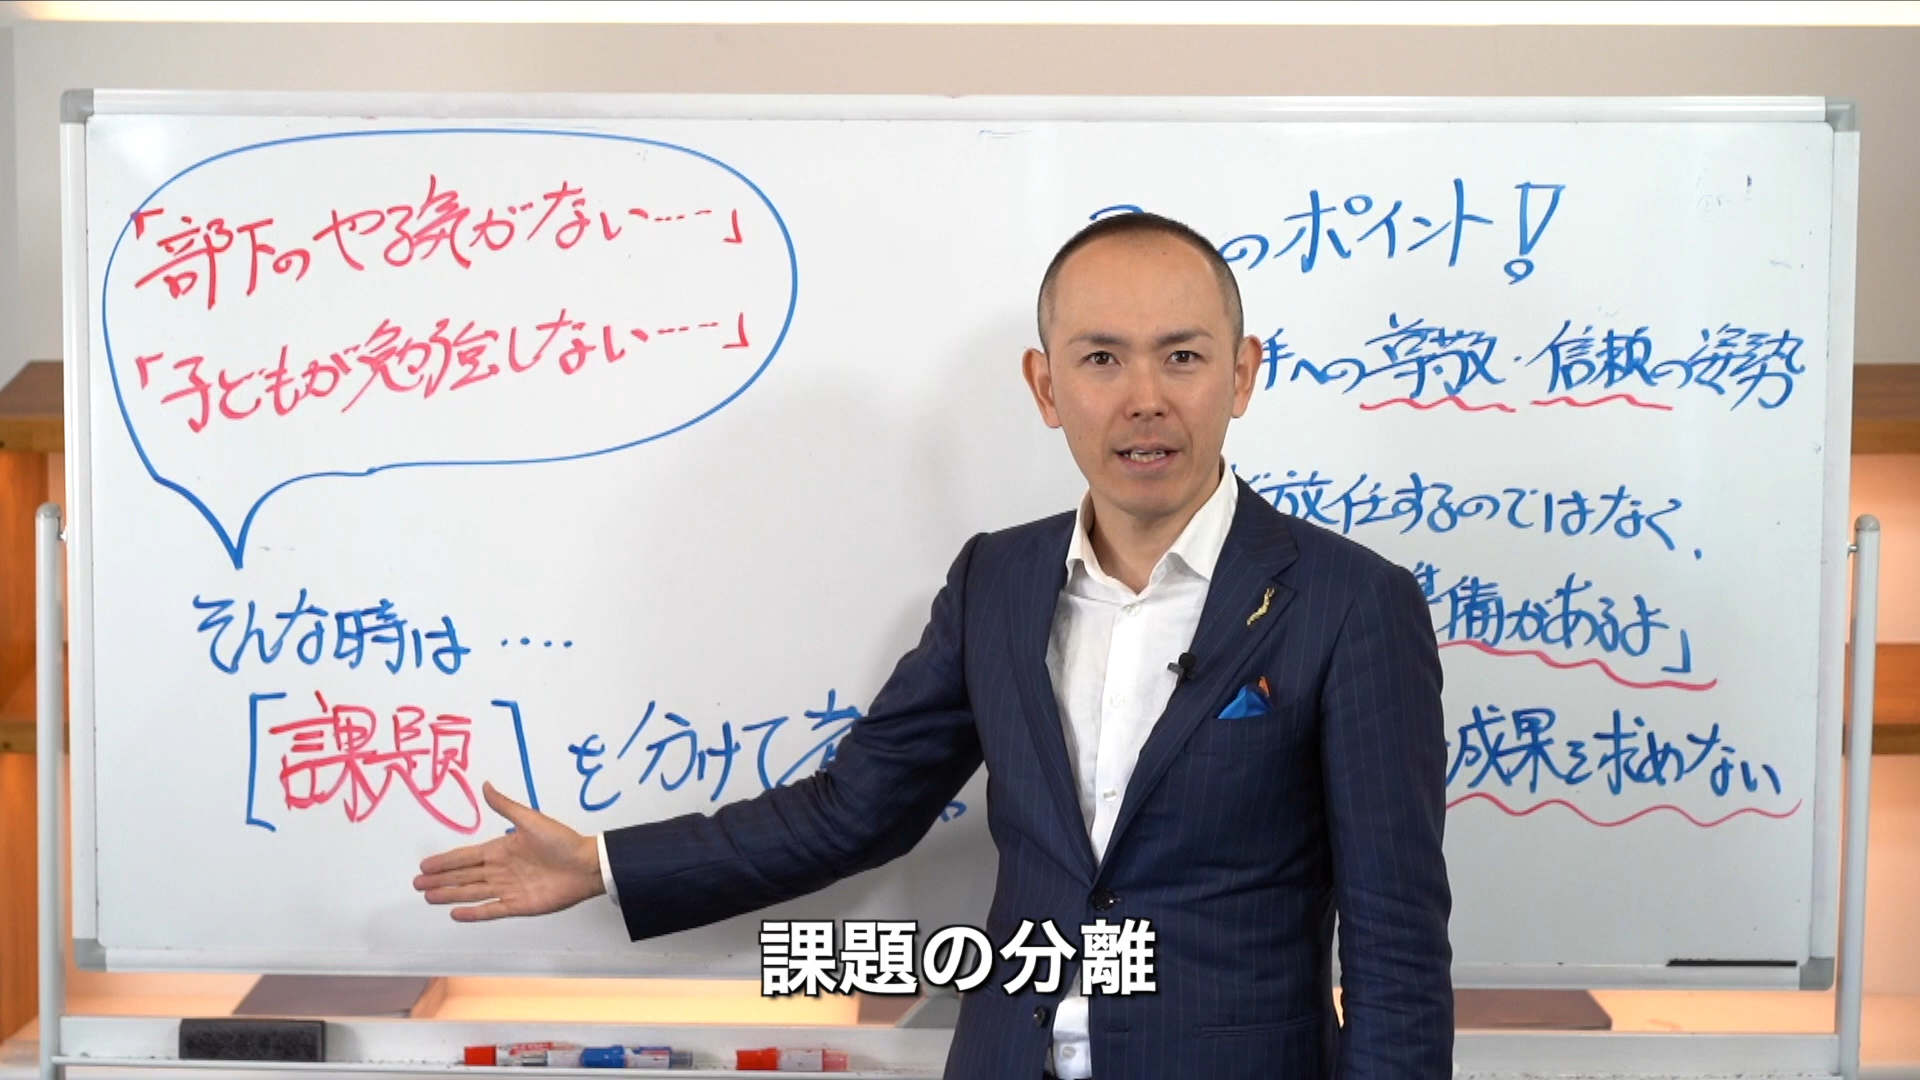 「部下のやる気がない……」
「子どもが勉強しない……」
そんな時は‥‥
［課題］を分けて考
のポイント!
手への尊敬・信頼の姿勢
放任するのではなく、
準備があるよ」
成果を求めない
課題の分離